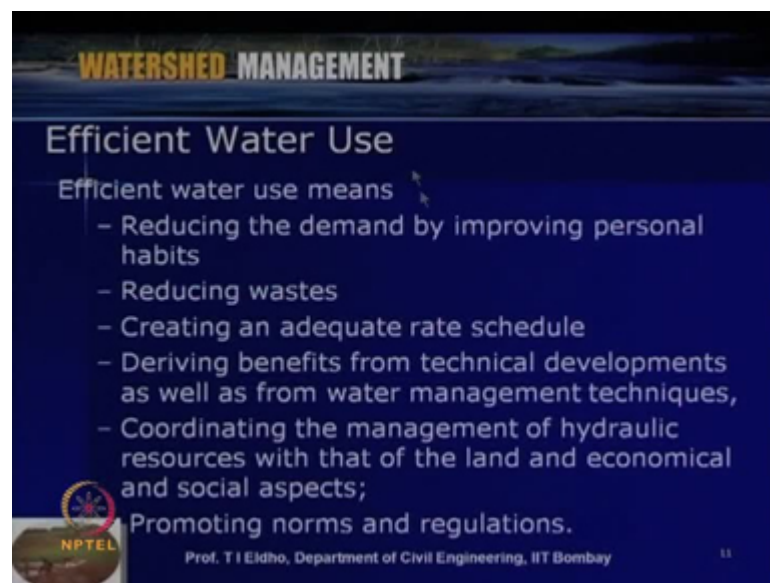 WATERSHED MANAGEMENT
Efficient Water Use
Efficient water use means
– Reducing the demand by improving personal
habits
– Reducing wastes
– Creating an adequate rate schedule
– Deriving benefits from technical developments
as well as from water management techniques,
– Coordinating the management of hydraulic
resources with that of the land and economical
and social aspects;
Promoting norms and regulations.
NPTEL
Prof. T I Eldho, Department of Civil Engineering, IIT Bombay
11